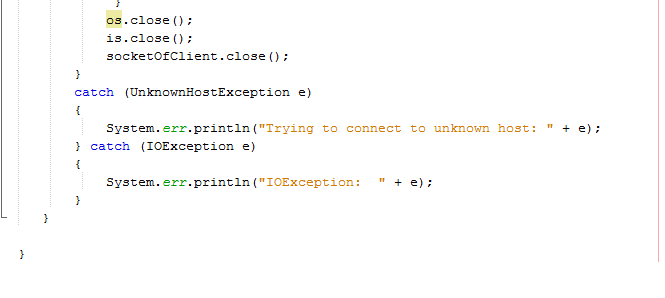 }
os.close();
is.close();
socketOfClient.close();
}
catch (UnknownHostException e)
{
System.err.println("Trying to connect to unknown host: " + e);
} catch (IOException e)
{
System.err.println("IOException:  " + e);
}
}
}